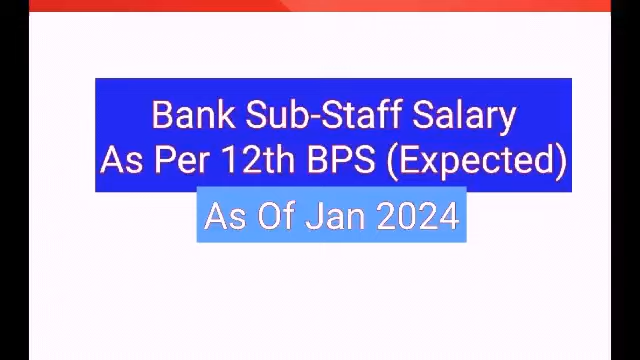 Bank Sub-Staff Salary
As Per 12th BPS (Expected)
As Of Jan 2024